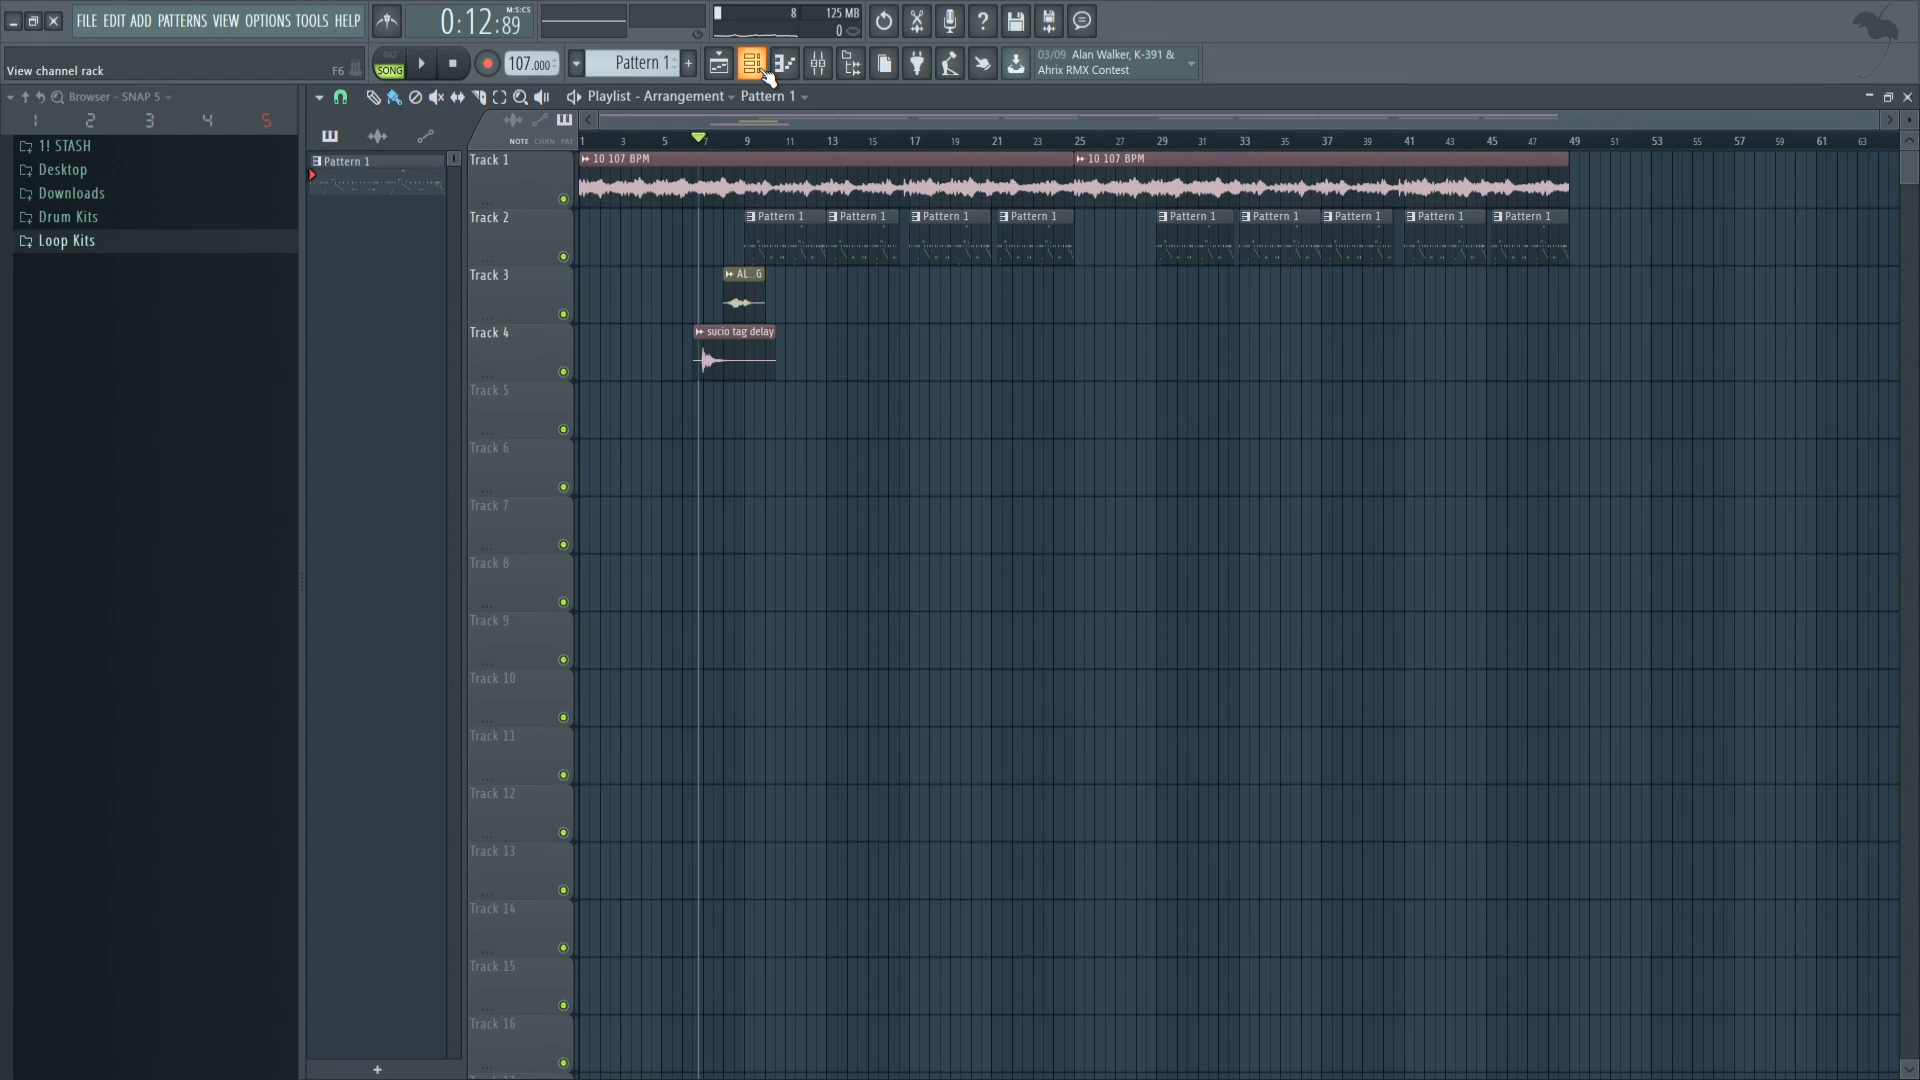 FILE EDIT ADD PATTERNS VIEW OPTIONS TOOLS HELP
0:12:89
M:S:CS
8
125 MB
0
View channel rack
F6
PAT
SONG
107.000
Pattern 1
+
03/09 Alan Walker, K-391 &
Ahrix RMX Contest
Browser - SNAP 5
1 2 3 4 5
Playlist - Arrangement
Pattern 1
1! STASH
Desktop
Downloads
Drum Kits
Loop Kits
Pattern 1
NOTE CHAN PAT
1 3 5 7 9 11 13 15 17 19 21 23 25 27 29 31 33 35 37 39 41 43 45 47 49 51 53 55 57 59 61 63
Track 1
10 107 BPM
10 107 BPM
Track 2
Pattern 1 Pattern 1 Pattern 1 Pattern 1 Pattern 1 Pattern 1 Pattern 1 Pattern 1 Pattern 1
Track 3
AL..G
Track 4
sucio tag delay
Track 5
Track 6
Track 7
Track 8
Track 9
Track 10
Track 11
Track 12
Track 13
Track 14
Track 15
Track 16
+